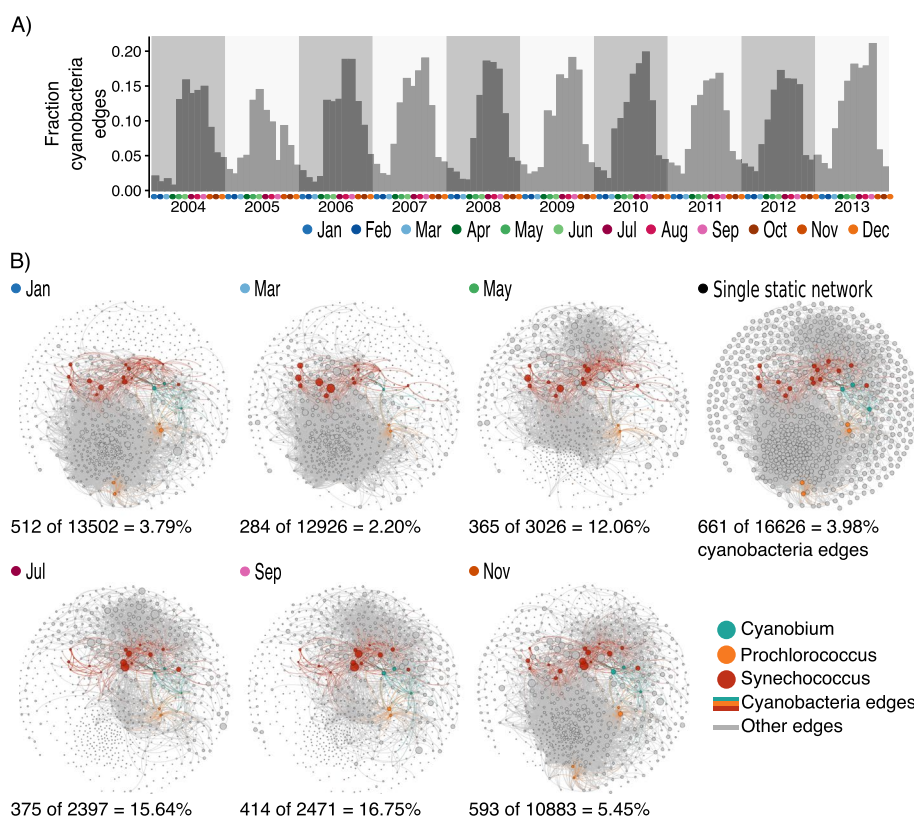 A)
Fraction
cyanobacteria
edges
0.20
0.15
0.10
0.05
0.00
2004 2005 2006 2007 2008 2009 2010 2011 2012 2013
Jan Feb Mar Apr May Jun Jul Aug Sep Oct Nov Dec
B)
Jan Mar May Single static network
512 of 13502 = 3.79% 284 of 12926 = 2.20% 365 of 3026 = 12.06% 661 of 16626 = 3.98%
cyanobacteria edges
Jul Sep Nov
Cyanobium
Prochlorococcus
Synechococcus
Cyanobacteria edges
Other edges
375 of 2397 = 15.64% 414 of 2471 = 16.75% 593 of 10883 = 5.45%